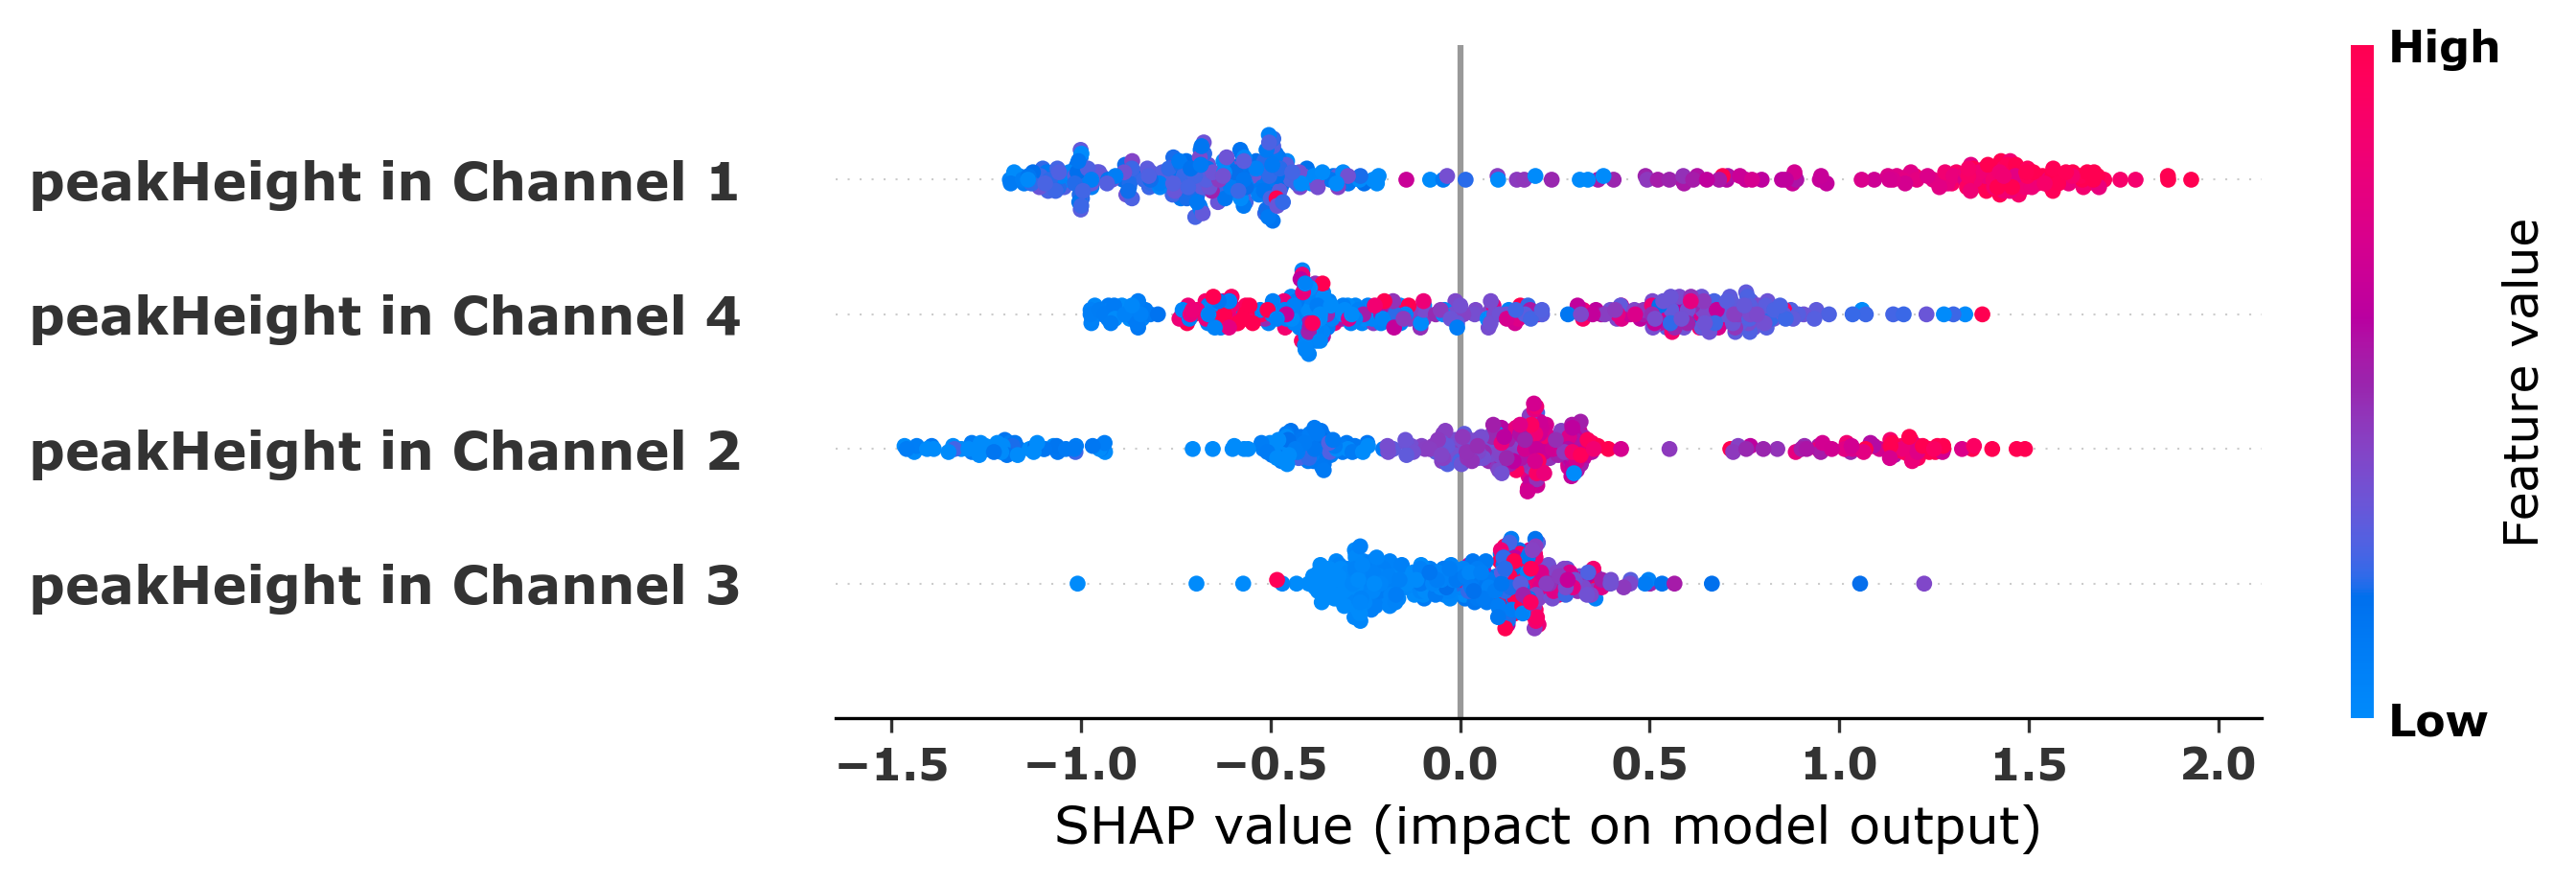 High
peakHeight in Channel 1
peakHeight in Channel 4
peakHeight in Channel 2
peakHeight in Channel 3
Feature value
Low
−1.5 −1.0 −0.5 0.0 0.5 1.0 1.5 2.0
SHAP value (impact on model output)